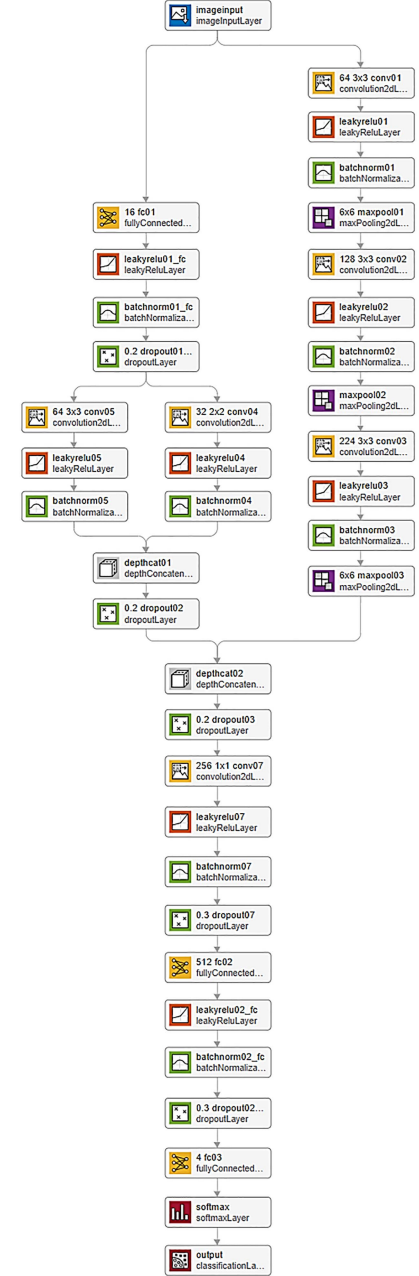 imageinput
imageInputLayer
64 3x3 conv01
convolution2dL...
leakyrelu01
leakyReluLayer
batchnorm01
batchNormaliza...
16 fc01
fullyConnected...
6x6 maxpool01
maxPooling2dL...
leakyrelu01_fc
leakyReluLayer
128 3x3 conv02
convolution2dL...
batchnorm01_fc
batchNormaliza...
leakyrelu02
leakyReluLayer
0.2 dropout01...
dropoutLayer
batchnorm02
batchNormaliza...
64 3x3 conv05
convolution2dL...
32 2x2 conv04
convolution2dL...
maxpool02
maxPooling2dL...
leakyrelu05
leakyReluLayer
leakyrelu04
leakyReluLayer
224 3x3 conv03
convolution2dL...
batchnorm05
batchNormaliza...
batchnorm04
batchNormaliza...
leakyrelu03
leakyReluLayer
batchnorm03
batchNormaliza...
depthcat01
depthConcaten...
6x6 maxpool03
maxPooling2dL...
0.2 dropout02
dropoutLayer
depthcat02
depthConcaten...
0.2 dropout03
dropoutLayer
256 1x1 conv07
convolution2dL...
leakyrelu07
leakyReluLayer
batchnorm07
batchNormaliza...
0.3 dropout07
dropoutLayer
512 fc02
fullyConnected...
leakyrelu02_fc
leakyReluLayer
batchnorm02_fc
batchNormaliza...
0.3 dropout02...
dropoutLayer
4 fc03
fullyConnected...
softmax
softmaxLayer
output
classificationLa...